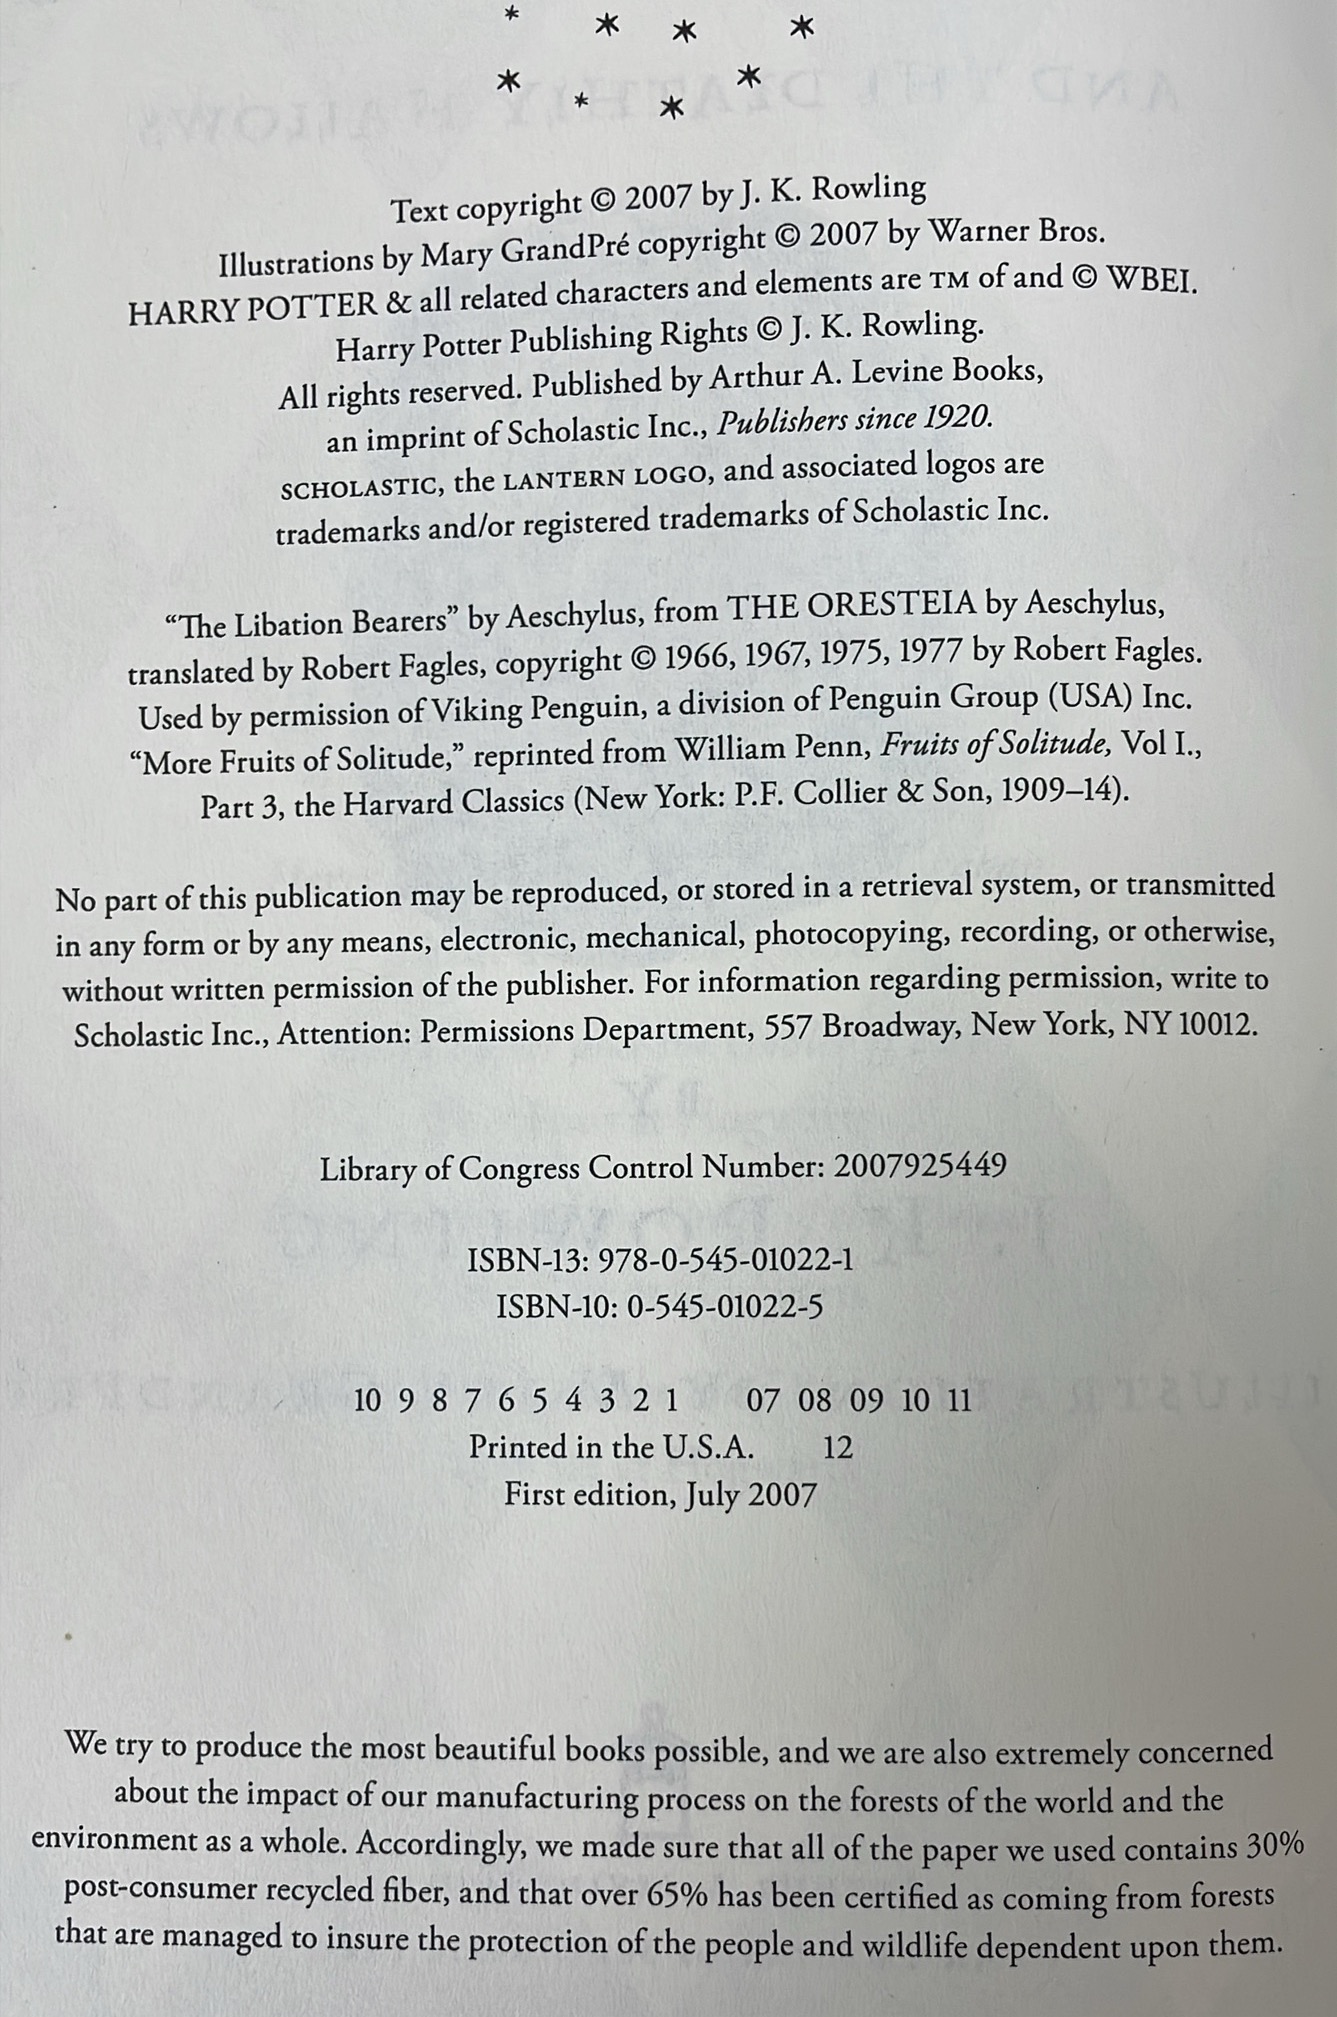 Text copyright © 2007 by J. K. Rowling
Illustrations by Mary GrandPré copyright © 2007 by Warner Bros.
HARRY POTTER & all related characters and elements are TM of and © WBEI.
Harry Potter Publishing Rights © J. K. Rowling.
All rights reserved. Published by Arthur A. Levine Books,
an imprint of Scholastic Inc., Publishers since 1920.
SCHOLASTIC, the LANTERN LOGO, and associated logos are
trademarks and/or registered trademarks of Scholastic Inc.
“The Libation Bearers” by Aeschylus, from THE ORESTEIA by Aeschylus,
translated by Robert Fagles, copyright © 1966, 1967, 1975, 1977 by Robert Fagles.
Used by permission of Viking Penguin, a division of Penguin Group (USA) Inc.
“More Fruits of Solitude,” reprinted from William Penn, Fruits of Solitude, Vol I.,
Part 3, the Harvard Classics (New York: P.F. Collier & Son, 1909–14).
No part of this publication may be reproduced, or stored in a retrieval system, or transmitted
in any form or by any means, electronic, mechanical, photocopying, recording, or otherwise,
without written permission of the publisher. For information regarding permission, write to
Scholastic Inc., Attention: Permissions Department, 557 Broadway, New York, NY 10012.
Library of Congress Control Number: 2007925449
ISBN-13: 978-0-545-01022-1
ISBN-10: 0-545-01022-5
10 9 8 7 6 5 4 3 2 1 07 08 09 10 11
Printed in the U.S.A. 12
First edition, July 2007
We try to produce the most beautiful books possible, and we are also extremely concerned
about the impact of our manufacturing process on the forests of the world and the
environment as a whole. Accordingly, we made sure that all of the paper we used contains 30%
post-consumer recycled fiber, and that over 65% has been certified as coming from forests
that are managed to insure the protection of the people and wildlife dependent upon them.